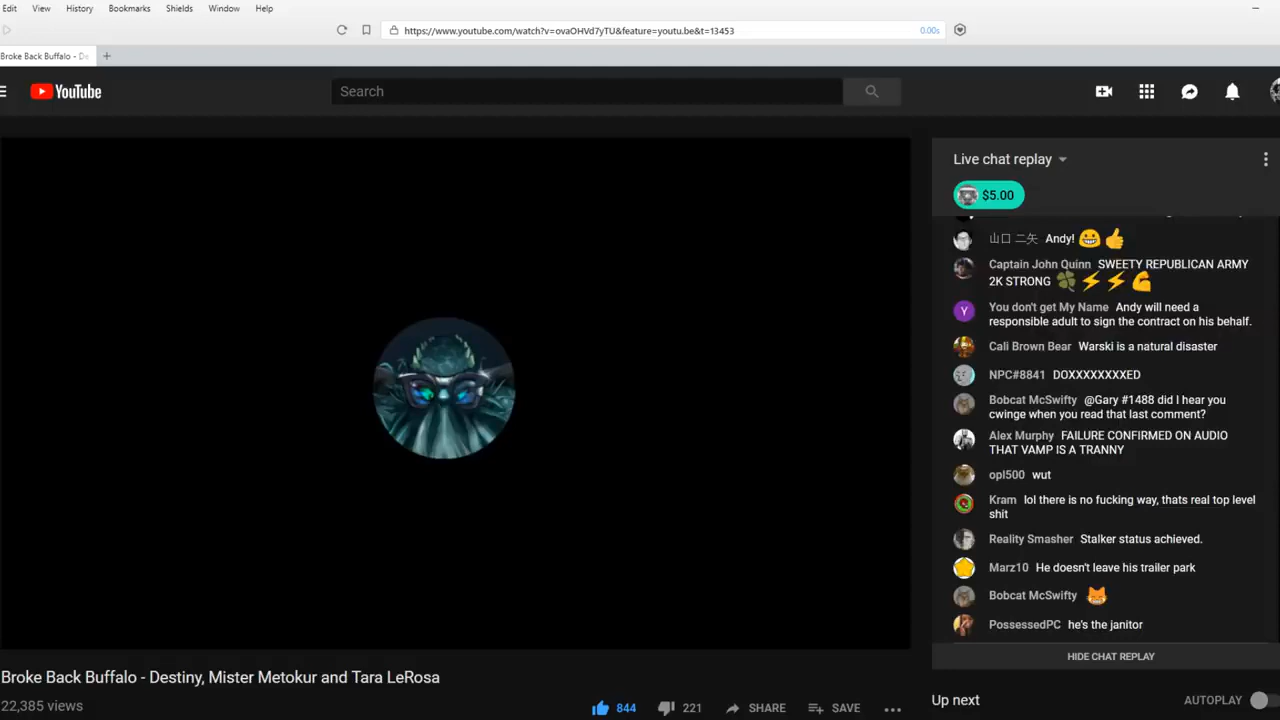 Edit View History Bookmarks Shields Window Help
https://www.youtube.com/watch?v=ovaOHVd7yTU&feature=youtu.be&t=13453 0.00s
Broke Back Buffalo - De
YouTube
Search
Live chat replay
$5.00
山口 二矢 Andy! 😁👍
Captain John Quinn SWEETY REPUBLICAN ARMY
2K STRONG 🍀⚡⚡💪
Y
You don't get My Name Andy will need a
responsible adult to sign the contract on his behalf.
Cali Brown Bear Warski is a natural disaster
NPC#8841 DOXXXXXXXXED
Bobcat McSwifty @Gary #1488 did I hear you
cwinge when you read that last comment?
Alex Murphy FAILURE CONFIRMED ON AUDIO
THAT VAMP IS A TRANNY
opl500 wut
Kram lol there is no fucking way, thats real top level
shit
Reality Smasher Stalker status achieved.
Marz10 He doesn't leave his trailer park
Bobcat McSwifty 😹
PossessedPC he's the janitor
HIDE CHAT REPLAY
Broke Back Buffalo - Destiny, Mister Metokur and Tara LeRosa
22,385 views
844 221 SHARE SAVE
Up next AUTOPLAY